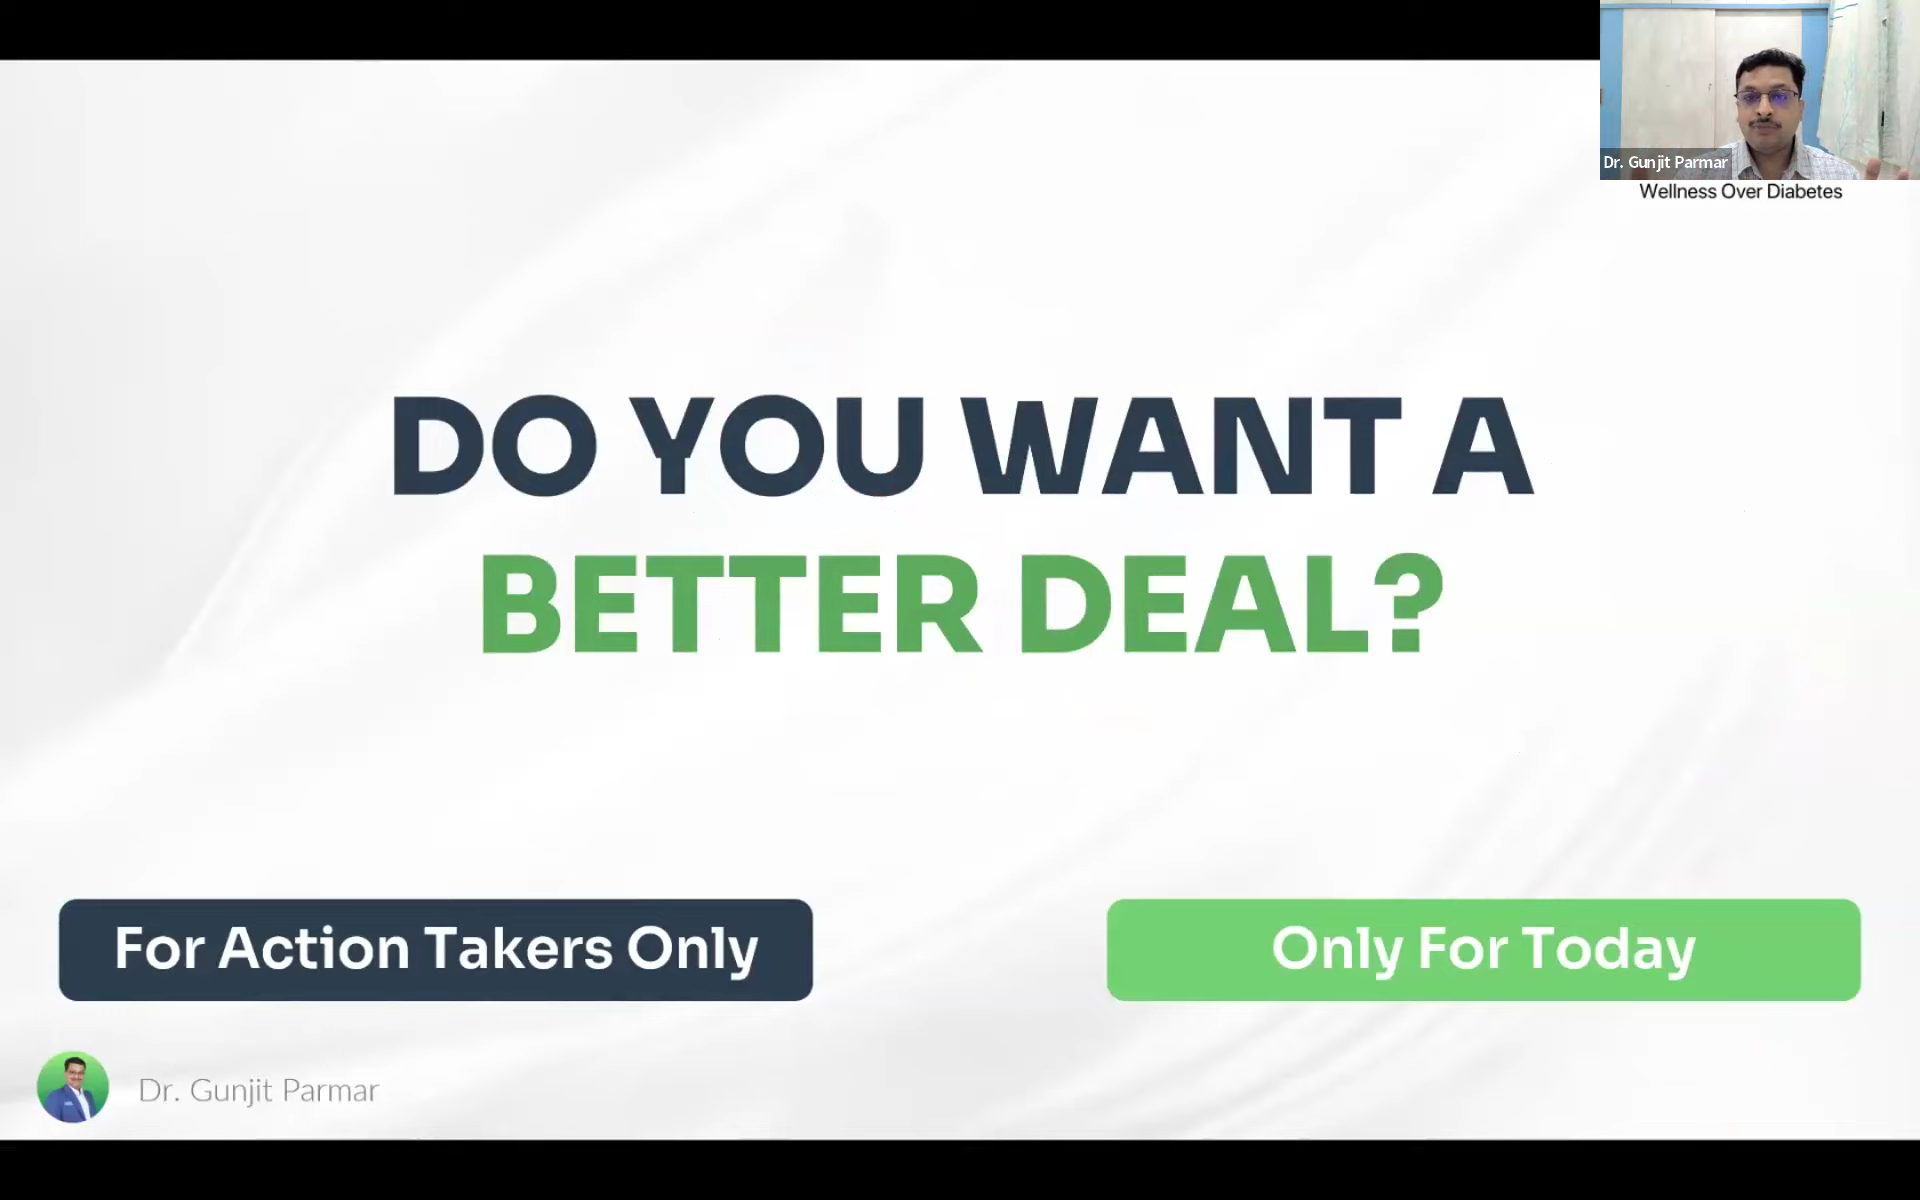 Dr. Gunjit Parmar
Wellness Over Diabetes
DO YOU WANT A
BETTER DEAL?
For Action Takers Only
Only For Today
Dr. Gunjit Parmar